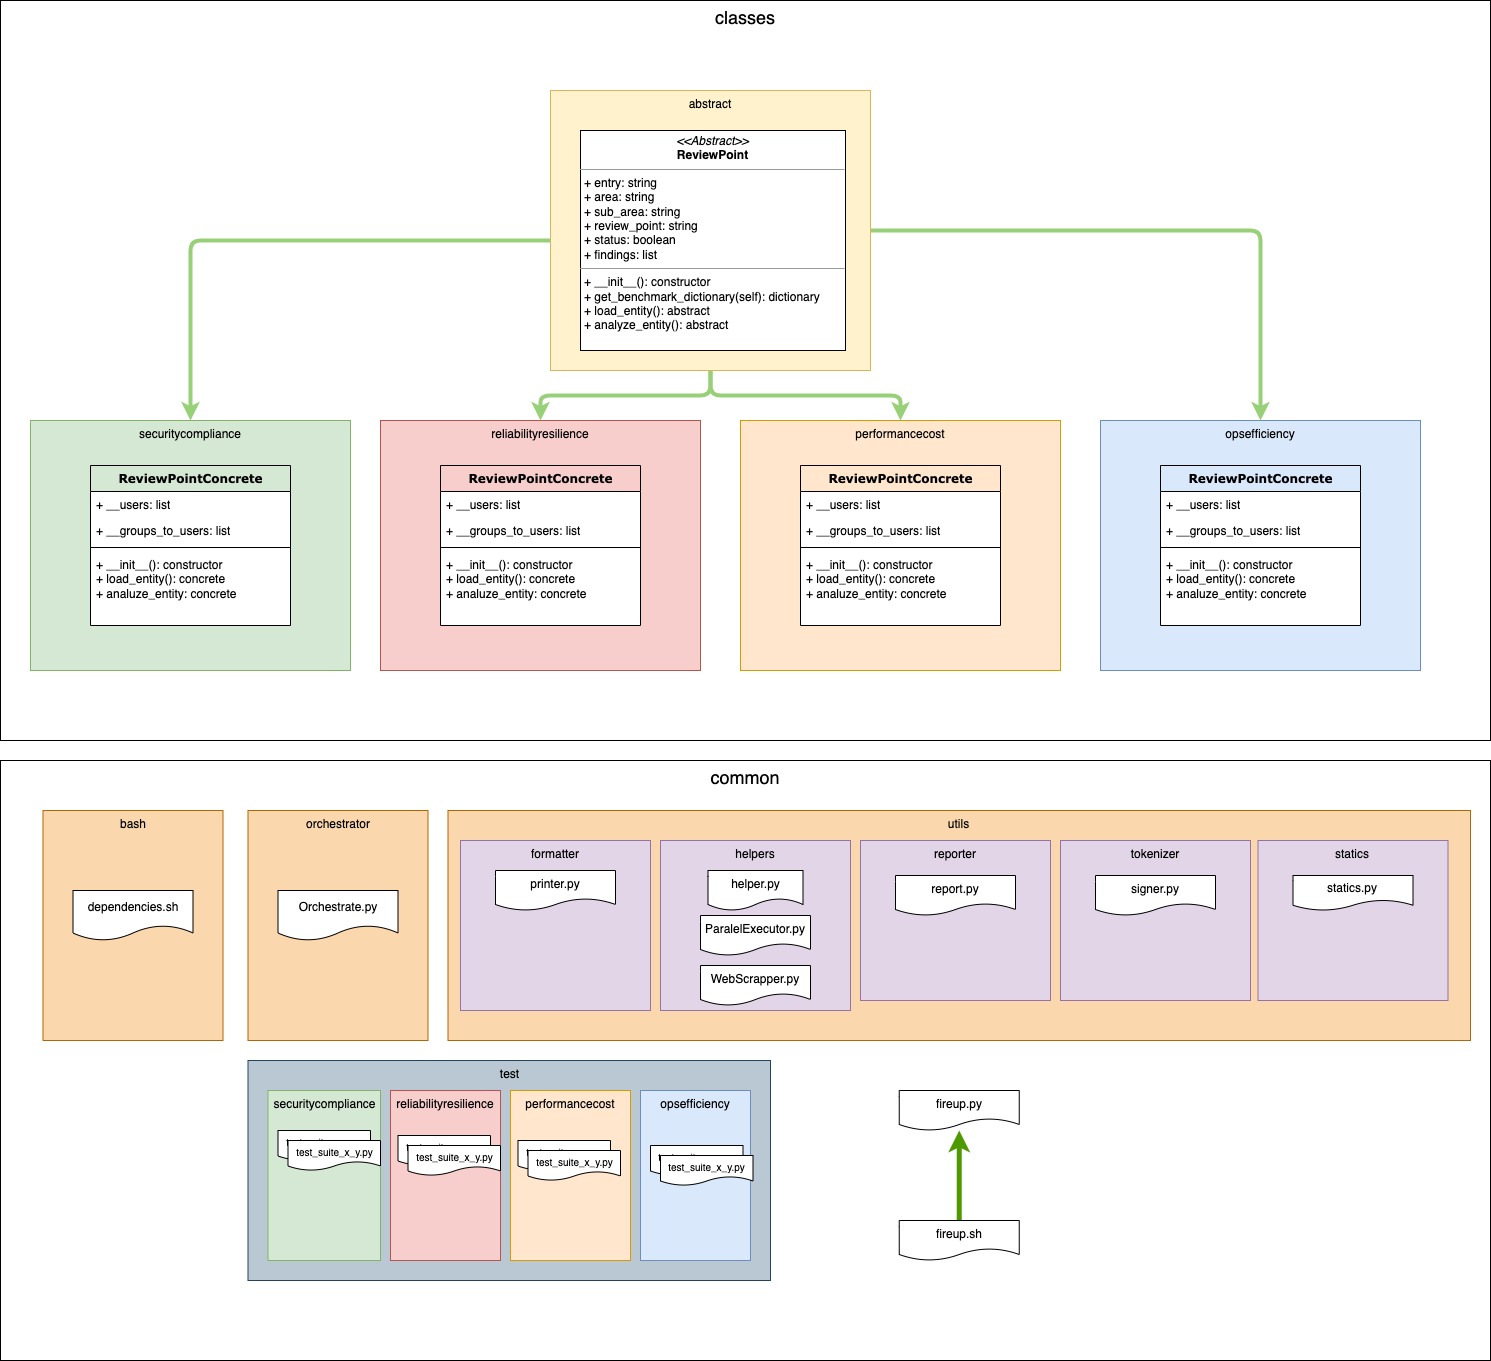 classes
abstract
<<Abstract>>
ReviewPoint
+ entry: string
+ area: string
+ sub_area: string
+ review_point: string
+ status: boolean
+ findings: list
+ __init__(): constructor
+ get_benchmark_dictionary(self): dictionary
+ load_entity(): abstract
+ analyze_entity(): abstract
securitycompliance
ReviewPointConcrete
+ __users: list
+ __groups_to_users: list
+ __init__(): constructor
+ load_entity(): concrete
+ analuze_entity: concrete
reliabilityresilience
ReviewPointConcrete
+ __users: list
+ __groups_to_users: list
+ __init__(): constructor
+ load_entity(): concrete
+ analuze_entity: concrete
performancecost
ReviewPointConcrete
+ __users: list
+ __groups_to_users: list
+ __init__(): constructor
+ load_entity(): concrete
+ analuze_entity: concrete
opsefficiency
ReviewPointConcrete
+ __users: list
+ __groups_to_users: list
+ __init__(): constructor
+ load_entity(): concrete
+ analuze_entity: concrete
common
bash
dependencies.sh
orchestrator
Orchestrate.py
utils
formatter
printer.py
helpers
helper.py
ParalelExecutor.py
WebScrapper.py
reporter
report.py
tokenizer
signer.py
statics
statics.py
test
securitycompliance
test_suite_x_y.py
reliabilityresilience
test_suite_x_y.py
performancecost
test_suite_x_y.py
opsefficiency
test_suite_x_y.py
fireup.py
fireup.sh